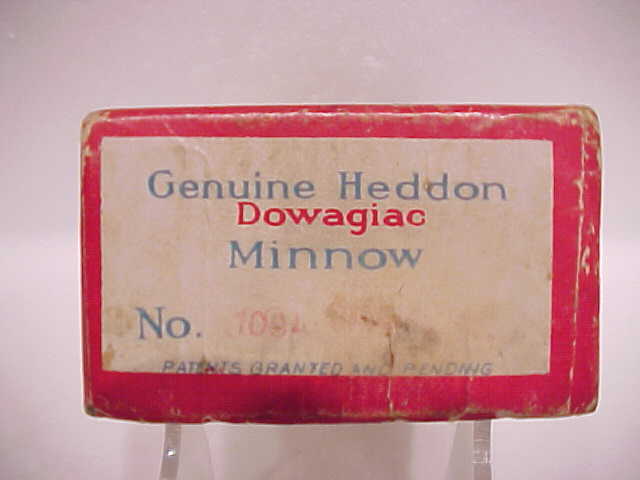 Genuine Heddon
Dowagiac
Minnow
No.
PATENTS GRANTED AND PENDING